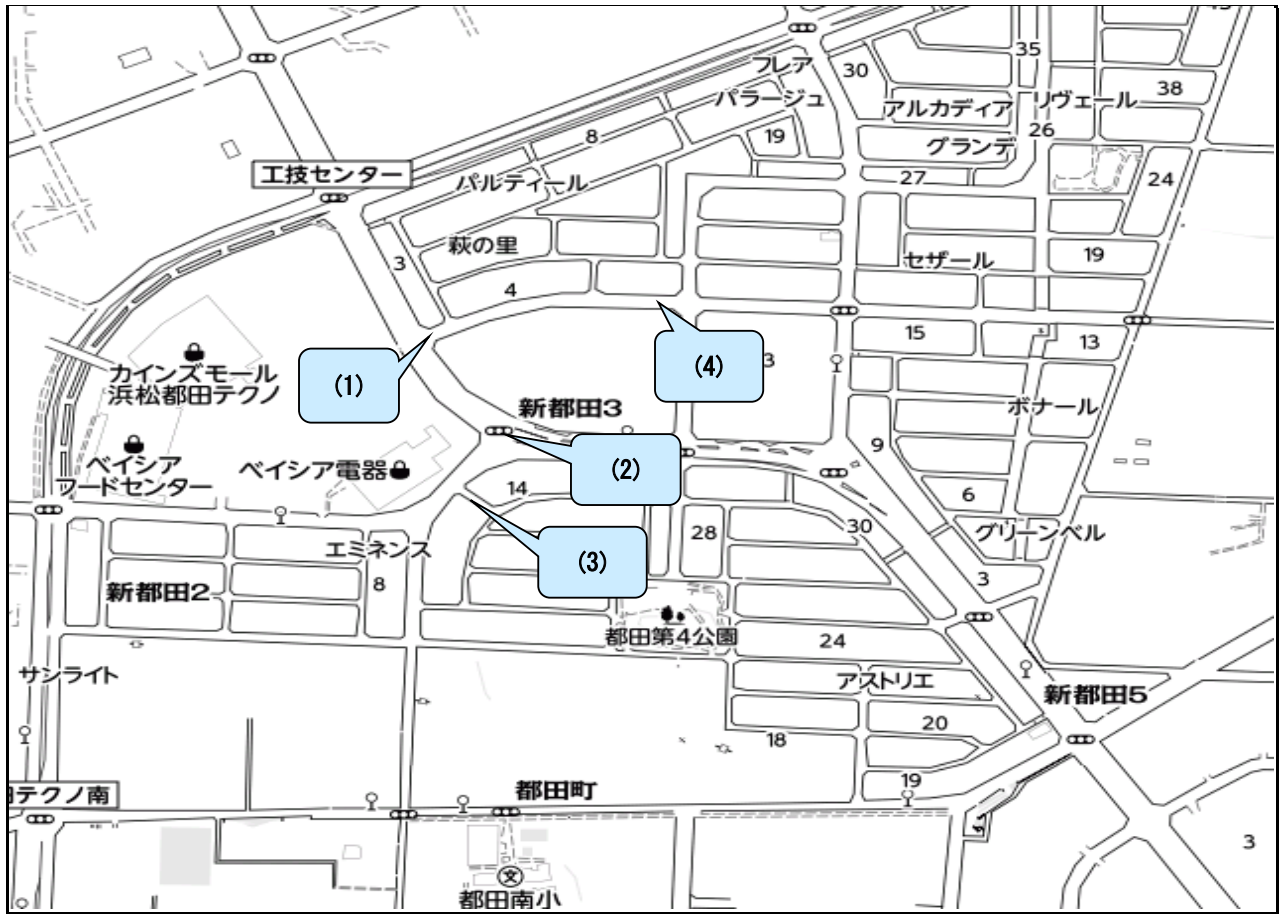 フレア
30
35
38
パラージュ
アルカディア
リヴェール
8
19
26
グランデ
工技センター
パルティール
27
24
萩の里
3
セザール
19
4
15
13
(1)
(4)
3
カインズモール
浜松都田テクノ
新都田3
ボナール
9
ベイシア
フードセンター
ベイシア電器
(2)
14
6
30
グリーンベル
28
エミネンス
(3)
新都田2
8
3
都田第4公園
24
サンライト
アストリエ
新都田5
20
18
19
都田町
テクノ南
3
文
都田南小